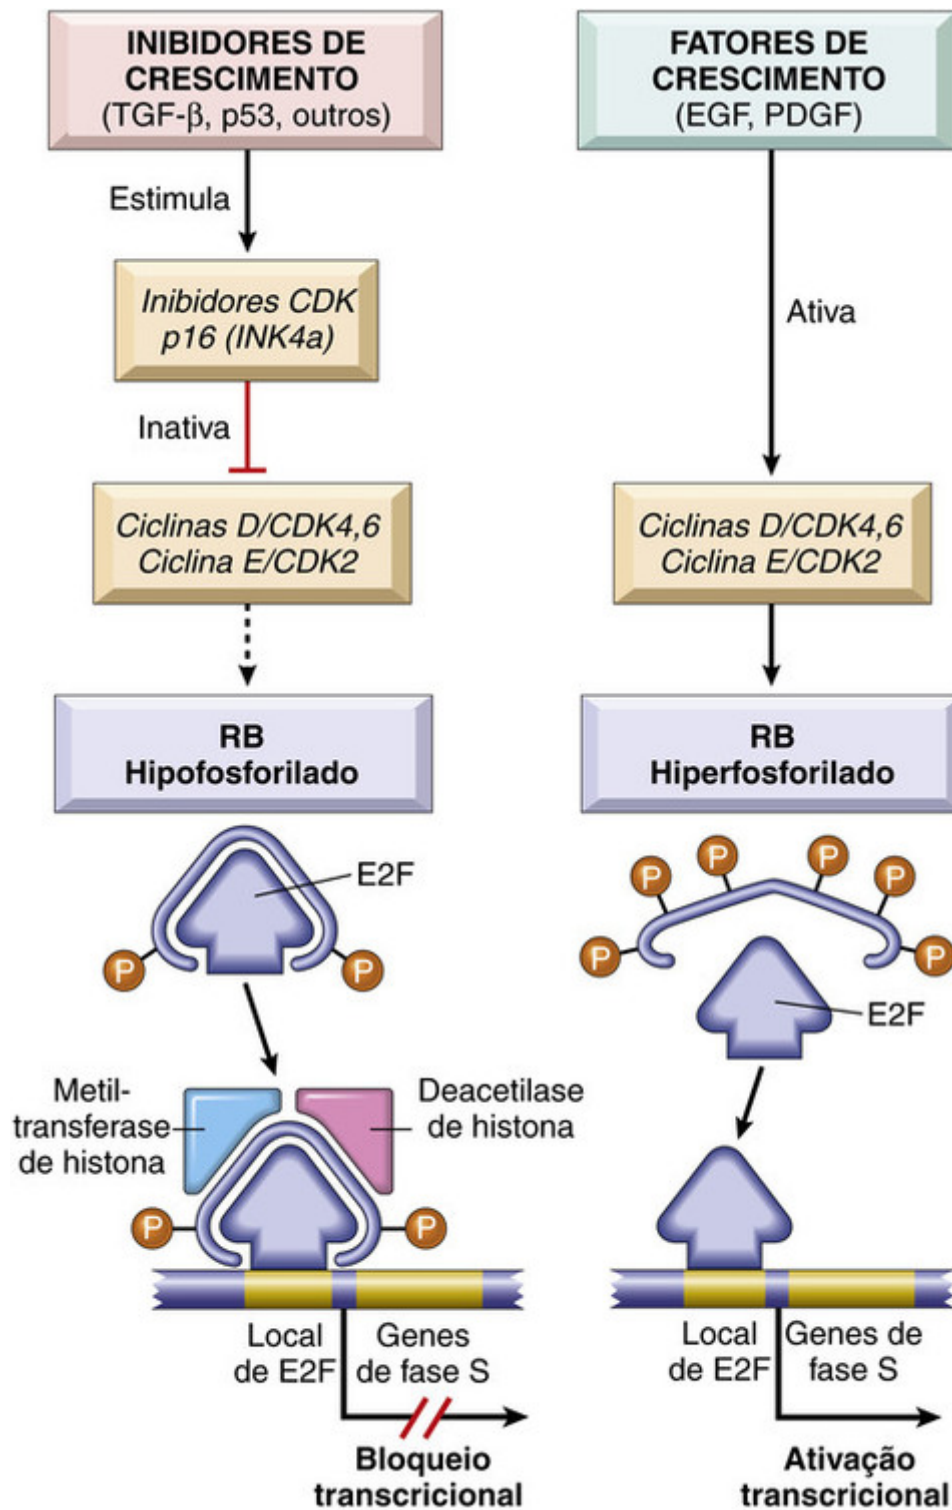 INIBIDORES DE
CRESCIMENTO
(TGF-β, p53, outros)
Estimula
Inibidores CDK
p16 (INK4a)
Inativa
Ciclinas D/CDK4,6
Ciclina E/CDK2
RB
Hipofosforilado
E2F
P
P
Metil-
transferase
de histona
Deacetilase
de histona
P
P
Local
de E2F
Genes
de fase S
Bloqueio
transcricional
FATORES DE
CRESCIMENTO
(EGF, PDGF)
Ativa
Ciclinas D/CDK4,6
Ciclina E/CDK2
RB
Hiperfosforilado
P
P
P
P
P
P
E2F
Local
de E2F
Genes de
fase S
Ativação
transcricional